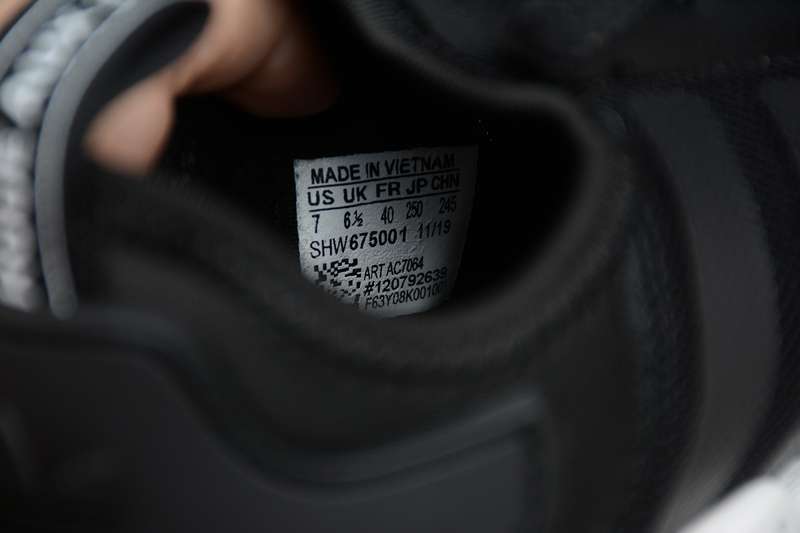 MADE IN VIETNAM
US UK FR JP CHN
7 6½ 40 250 245
SHW675001 11/19
ART AC7064
#120792639
F63Y08K001001